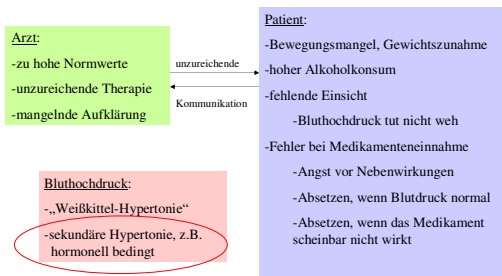 Arzt:
-zu hohe Normwerte
-unzureichende Therapie
-mangelnde Aufklärung
unzureichende
Kommunikation
Patient:
-Bewegungsmangel, Gewichtszunahme
-hoher Alkoholkonsum
-fehlende Einsicht
-Bluthochdruck tut nicht weh
-Fehler bei Medikamenteneinnahme
-Angst vor Nebenwirkungen
-Absetzen, wenn Blutdruck normal
-Absetzen, wenn das Medikament
scheinbar nicht wirkt
Bluthochdruck:
-„Weißkittel-Hypertonie“
-sekundäre Hypertonie, z.B.
hormonell bedingt